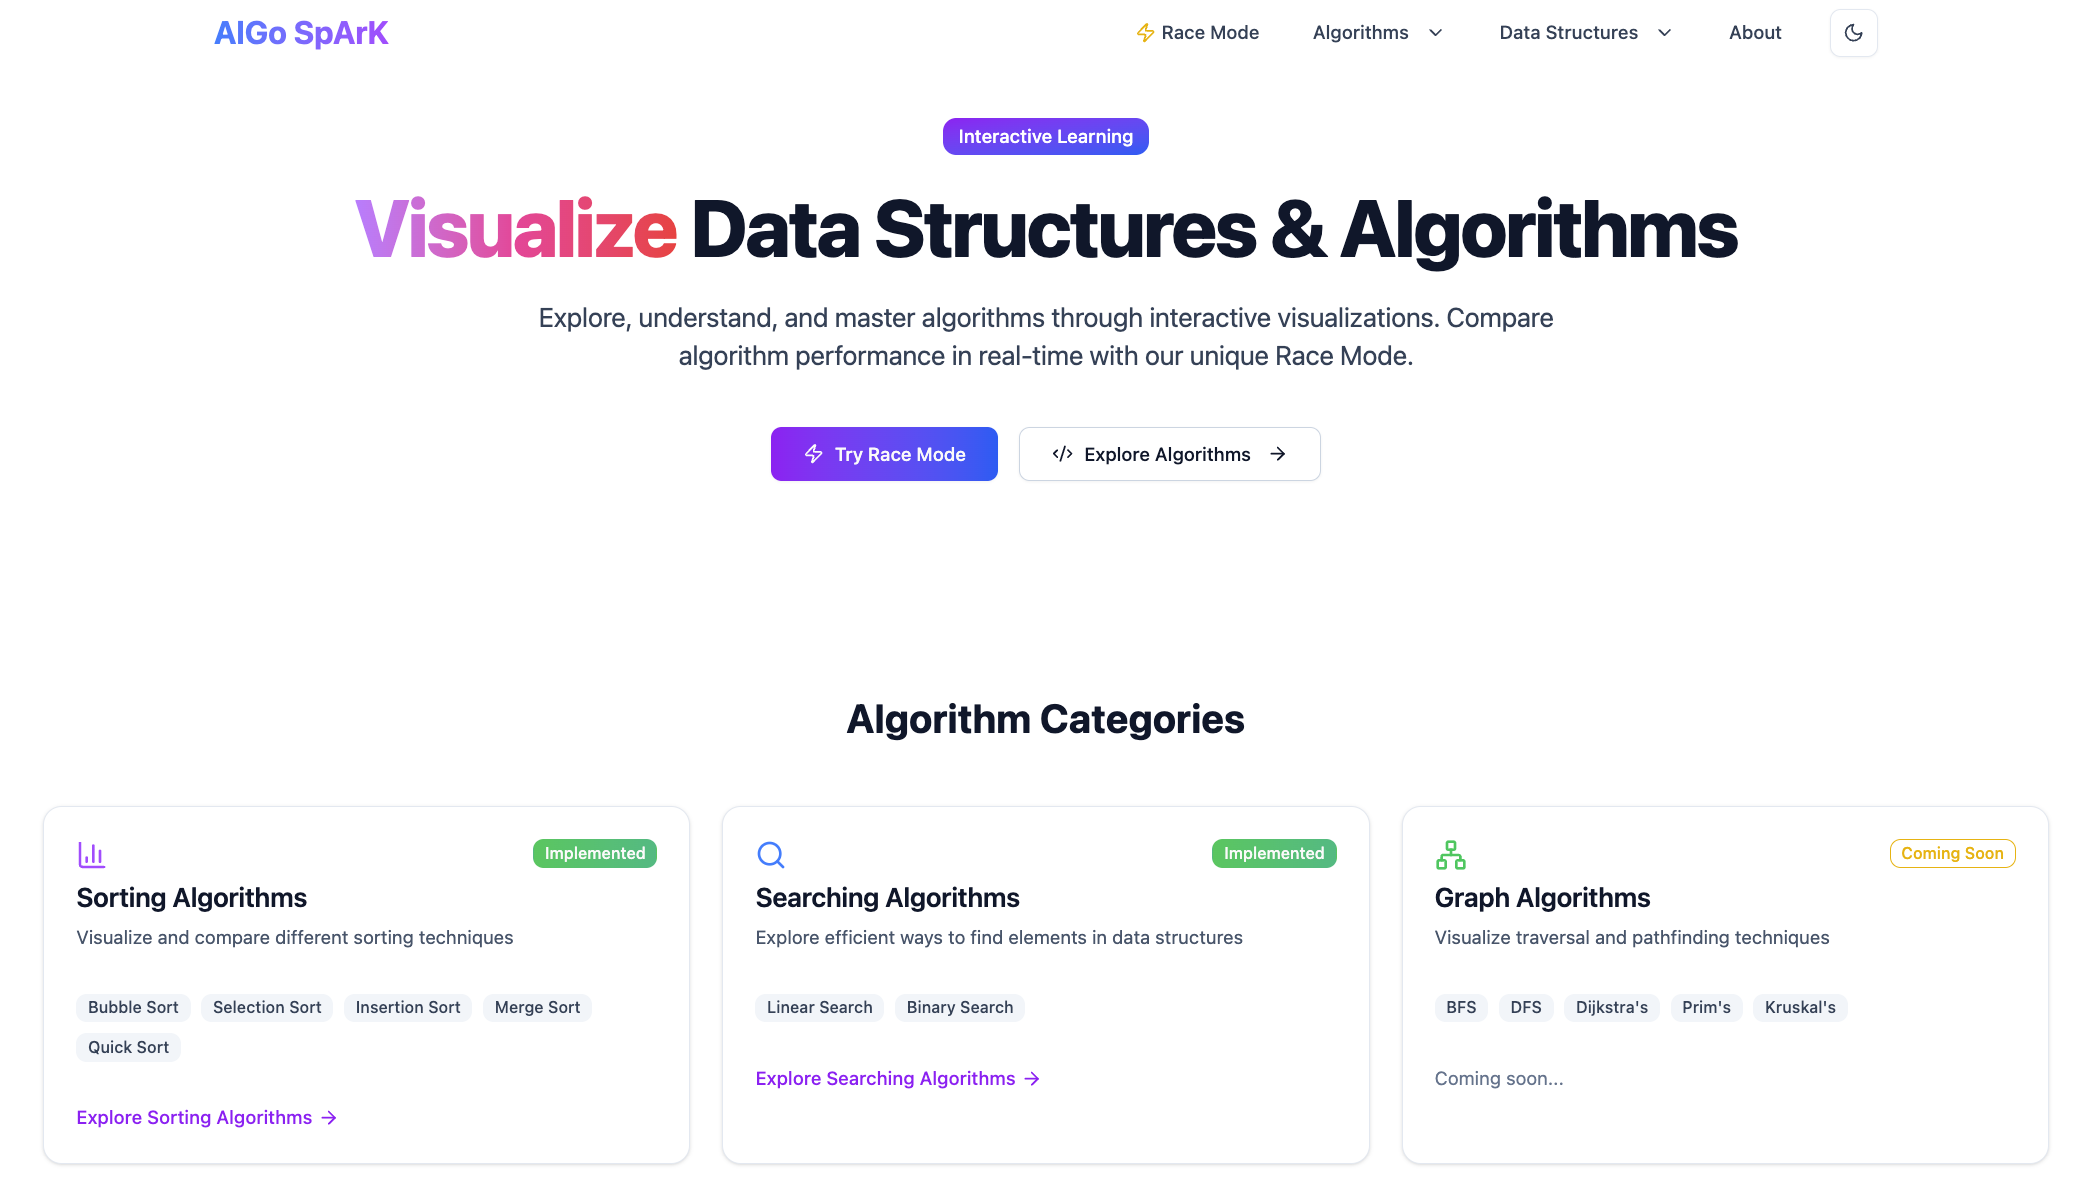 AlGo SpArK
Race Mode
Algorithms
Data Structures
About
Interactive Learning
Visualize Data Structures & Algorithms
Explore, understand, and master algorithms through interactive visualizations. Compare
algorithm performance in real-time with our unique Race Mode.
Try Race Mode
Explore Algorithms
Algorithm Categories
Implemented
Sorting Algorithms
Visualize and compare different sorting techniques
Bubble Sort
Selection Sort
Insertion Sort
Merge Sort
Quick Sort
Explore Sorting Algorithms
Implemented
Searching Algorithms
Explore efficient ways to find elements in data structures
Linear Search
Binary Search
Explore Searching Algorithms
Coming Soon
Graph Algorithms
Visualize traversal and pathfinding techniques
BFS
DFS
Dijkstra's
Prim's
Kruskal's
Coming soon...